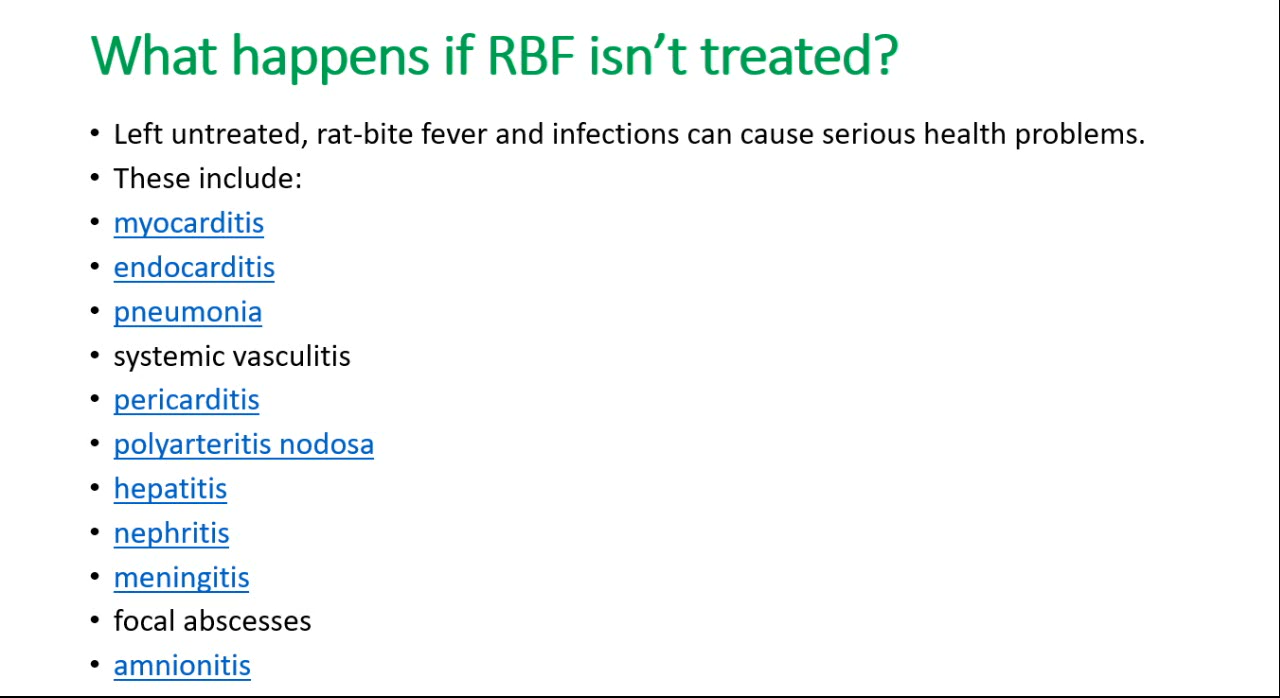 What happens if RBF isn’t treated?
• Left untreated, rat-bite fever and infections can cause serious health problems.
• These include:
• myocarditis
• endocarditis
• pneumonia
• systemic vasculitis
• pericarditis
• polyarteritis nodosa
• hepatitis
• nephritis
• meningitis
• focal abscesses
• amnionitis